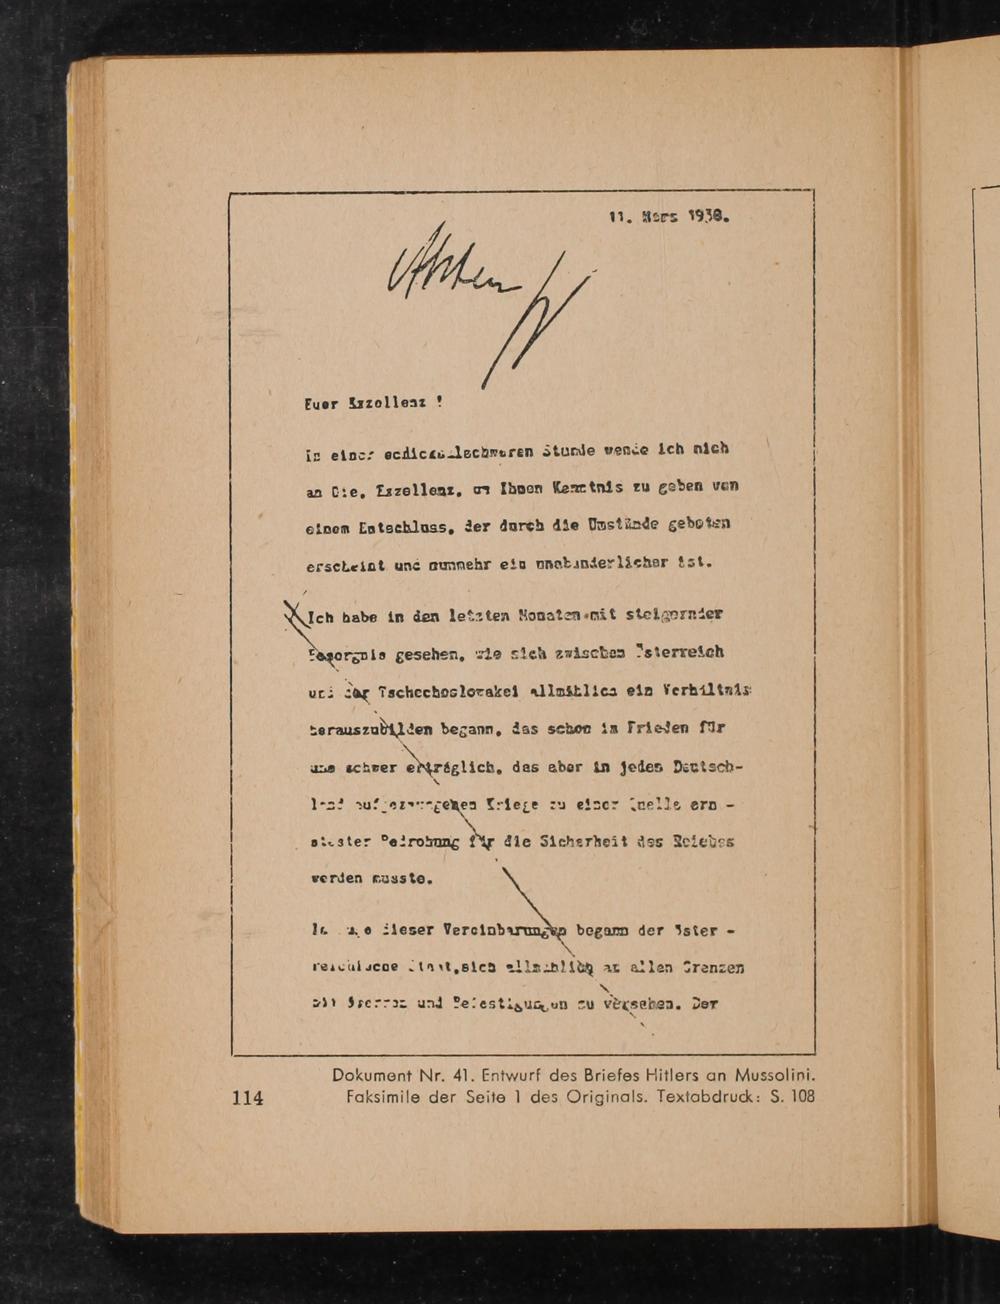 11. März 1938.
Akten
Euer Exzellenz !
In einer schicksalschweren Stunde wende ich mich
an Sie, Exzellenz, um Ihnen Kenntnis zu geben von
einem Entschluss, der durch die Umstände geboten
erscheint und nunmehr ein unabänderlicher ist.
Ich habe in den letzten Monaten mit steigernder
Besorgnis gesehen, wie sich zwischen Österreich
und der Tschechoslovakei allmählich ein Verhältnis
herauszubilden begann, das schon im Frieden für
uns schwer erträglich, das aber in jedem Deutsch-
land aufgezwungenen Kriege zu einer Quelle ern -
stester Bedrohung für die Sicherheit des Reiches
werden musste.
dieser Vereinbarungen begann der öster -
reichische Staat, sich allmählich an allen Grenzen
mit Sperren und Befestigungen zu versehen. Der
Dokument Nr. 41. Entwurf des Briefes Hitlers an Mussolini.
114 Faksimile der Seite 1 des Originals. Textabdruck: S. 108